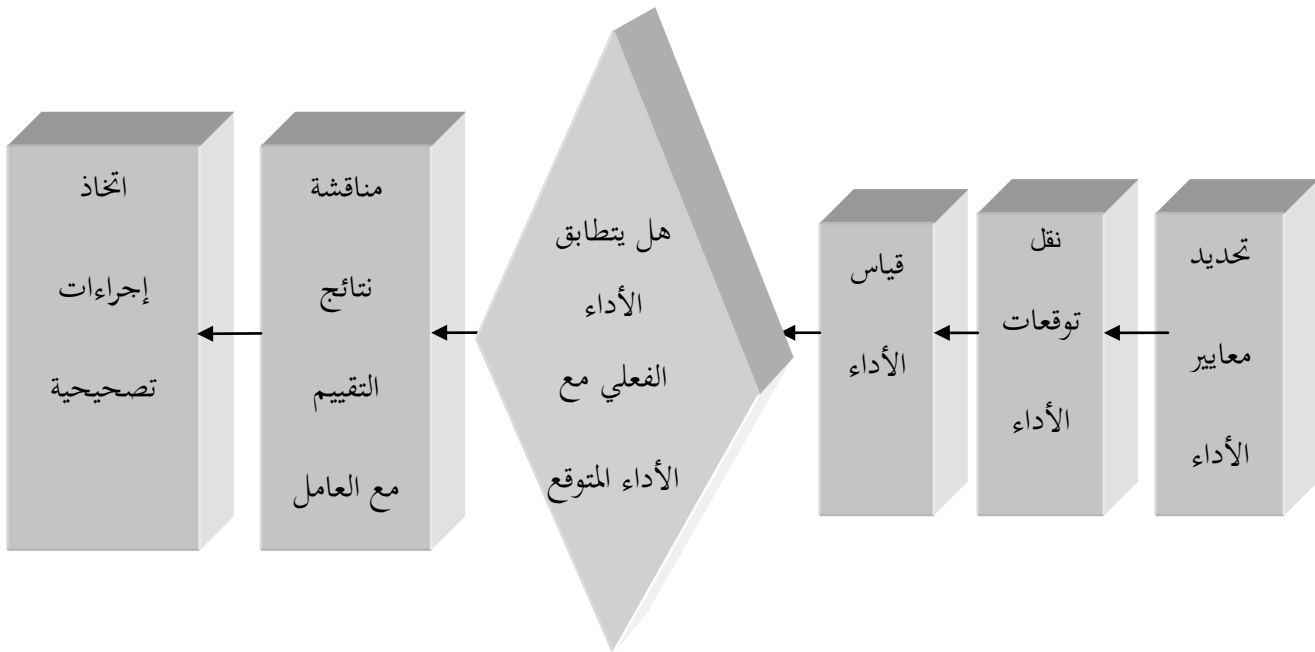 تحديد
معايير
الأداء
نقل
توقعات
الأداء
قياس
الأداء
هل يتطابق
الأداء
الفعلي مع
الأداء المتوقع
مناقشة
نتائج
التقييم
مع العامل
اتخاذ
إجراءات
تصحيحية